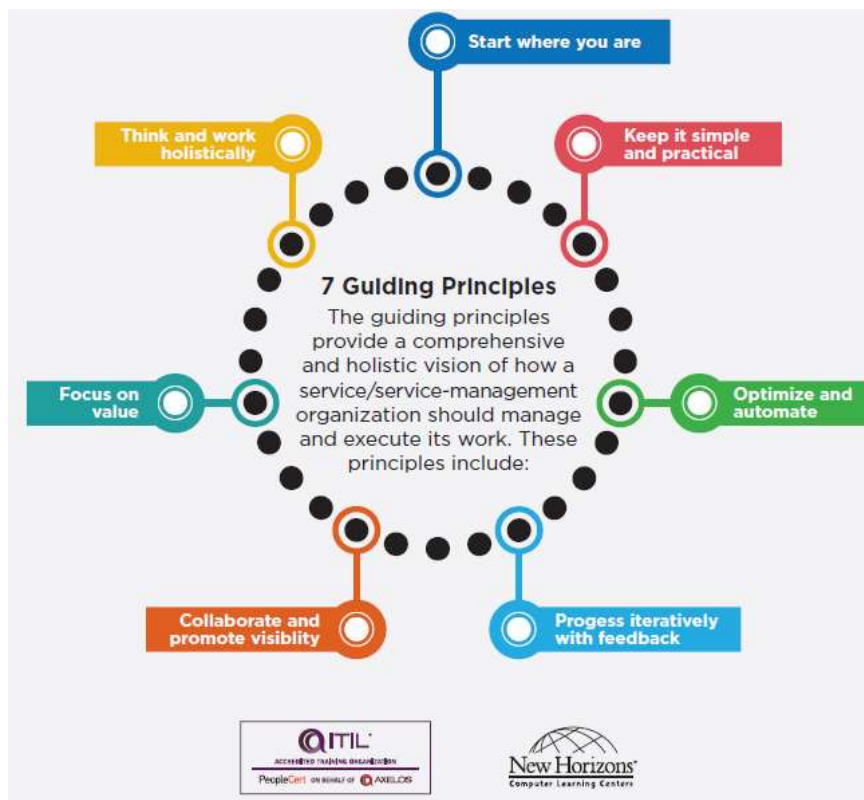 Start where you are
Think and work
holistically
Keep it simple
and practical
7 Guiding Principles
The guiding principles
provide a comprehensive
and holistic vision of how a
service/service-management
organization should manage
and execute its work. These
principles include:
Focus on
value
Optimize and
automate
Collaborate and
promote visiblity
Progess iteratively
with feedback
ITIL®
ACCREDITED TRAINING ORGANIZATION
PeopleCert ON BEHALF OF AXELOS
New Horizons®
Computer Learning Centers